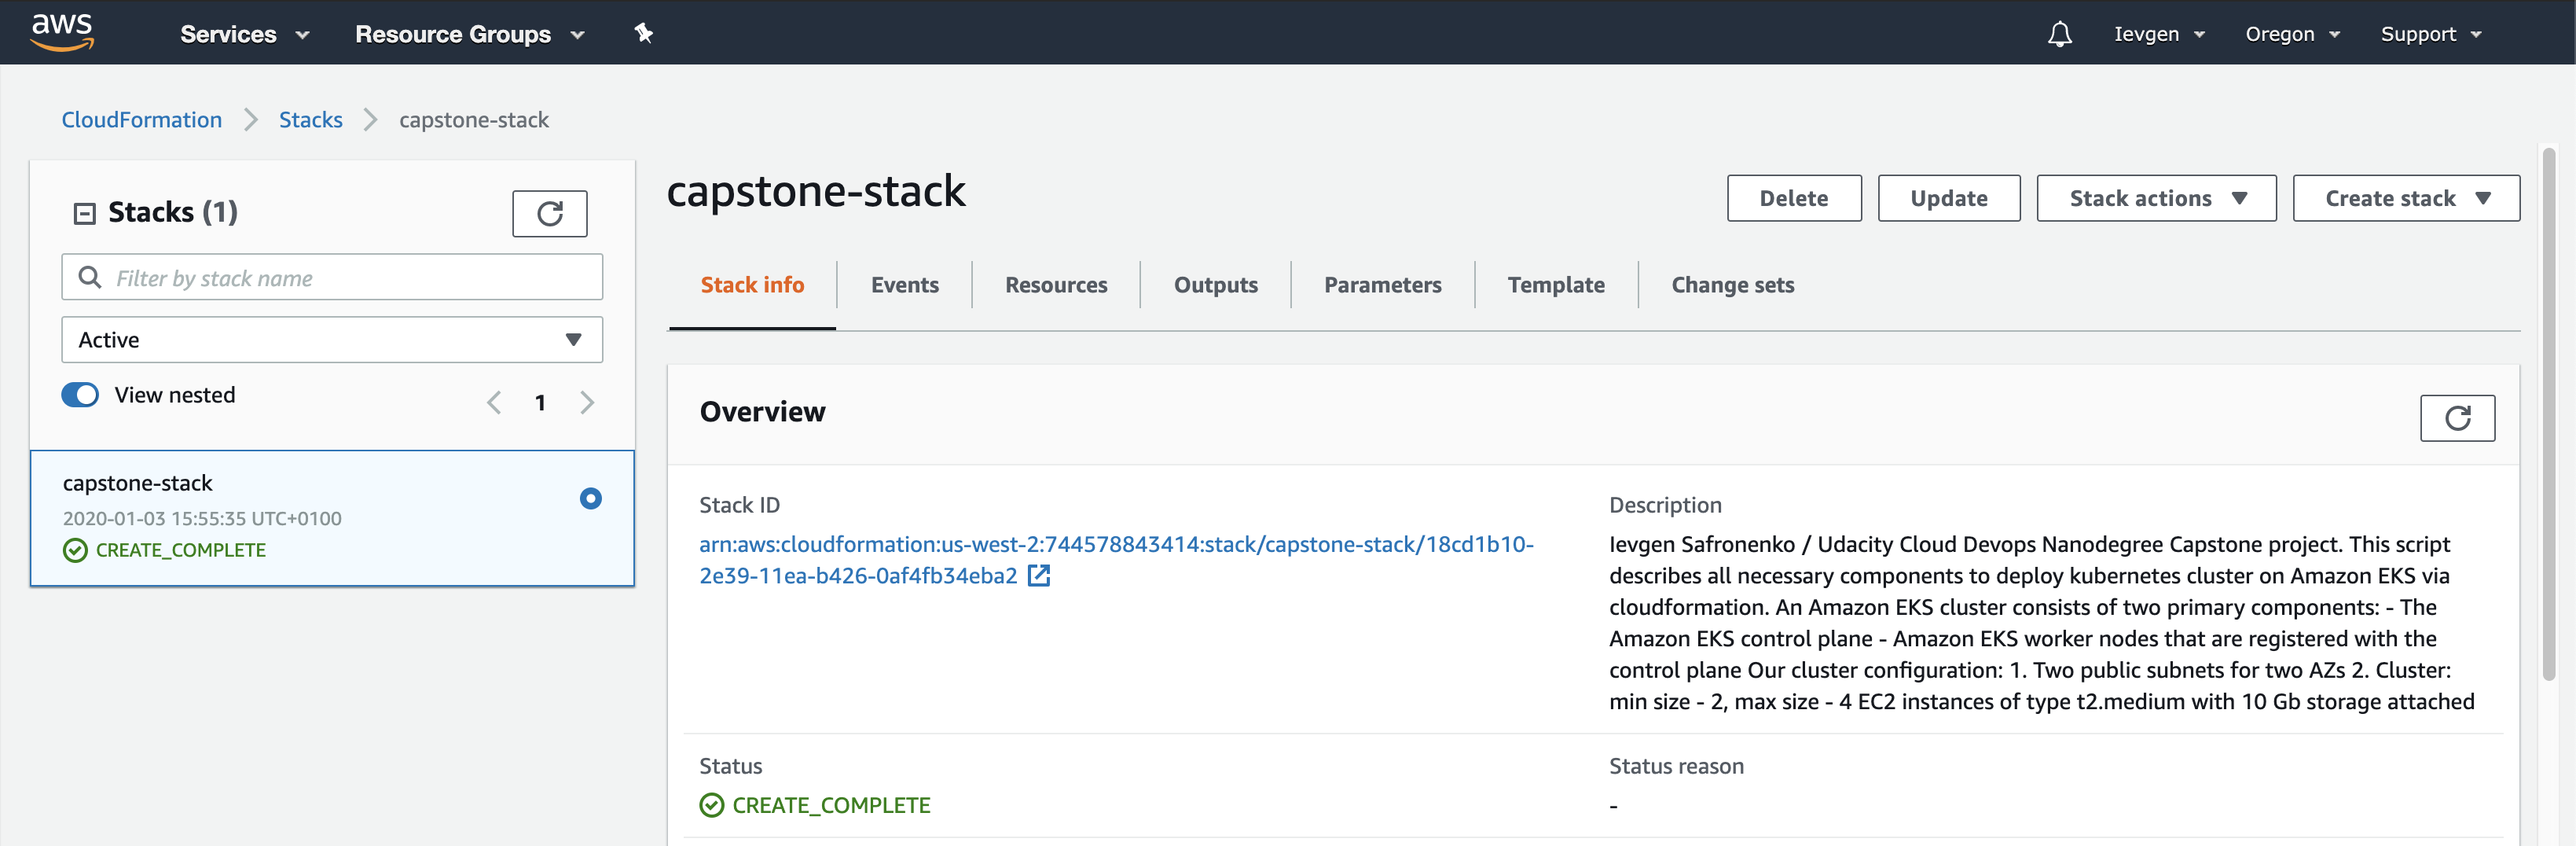 aws Services Resource Groups Ievgen Oregon Support
CloudFormation Stacks capstone-stack
Stacks (1)
Filter by stack name
Active
View nested 1
capstone-stack
2020-01-03 15:55:35 UTC+0100
CREATE_COMPLETE
capstone-stack
Delete Update Stack actions Create stack
Stack info Events Resources Outputs Parameters Template Change sets
Overview
Stack ID
arn:aws:cloudformation:us-west-2:744578843414:stack/capstone-stack/18cd1b10-
2e39-11ea-b426-0af4fb34eba2
Description
Ievgen Safronenko / Udacity Cloud Devops Nanodegree Capstone project. This script
describes all necessary components to deploy kubernetes cluster on Amazon EKS via
cloudformation. An Amazon EKS cluster consists of two primary components: - The
Amazon EKS control plane - Amazon EKS worker nodes that are registered with the
control plane Our cluster configuration: 1. Two public subnets for two AZs 2. Cluster:
min size - 2, max size - 4 EC2 instances of type t2.medium with 10 Gb storage attached
Status
CREATE_COMPLETE
Status reason
-